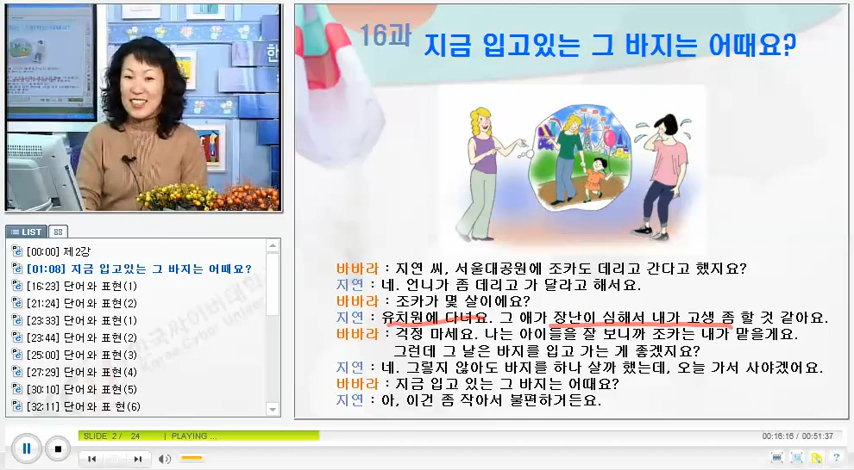 16과 지금 입고있는 그 바지는 어때요?
바바라 : 지연 씨, 서울대공원에 조카도 데리고 간다고 했지요?
지연 : 네. 언니가 좀 데리고 가 달라고 해서요.
바바라 : 조카가 몇 살이에요?
지연 : 유치원에 다녀요. 그 애가 장난이 심해서 내가 고생 좀 할 것 같아요.
바바라 : 걱정 마세요. 나는 아이들을 잘 보니까 조카는 내가 맡을게요.
그런데 그 날은 바지를 입고 가는 게 좋겠지요?
지연 : 네. 그렇지 않아도 바지를 하나 살까 했는데, 오늘 가서 사야겠어요.
바바라 : 지금 입고 있는 그 바지는 어때요?
지연 : 아, 이건 좀 작아서 불편하거든요.
LIST
[00:00] 제2강
[01:08] 지금 입고있는 그 바지는 어때요?
[16:23] 단어와 표현(1)
[21:24] 단어와 표현(2)
[23:33] 단어와 표현(1)
[23:44] 단어와 표현(2)
[25:00] 단어와 표현(3)
[27:29] 단어와 표현(4)
[30:10] 단어와 표현(5)
[32:11] 단어와 표 현(6)
SLIDE 2 / 24 | PLAYING ...
00:16:16 / 00:51:37